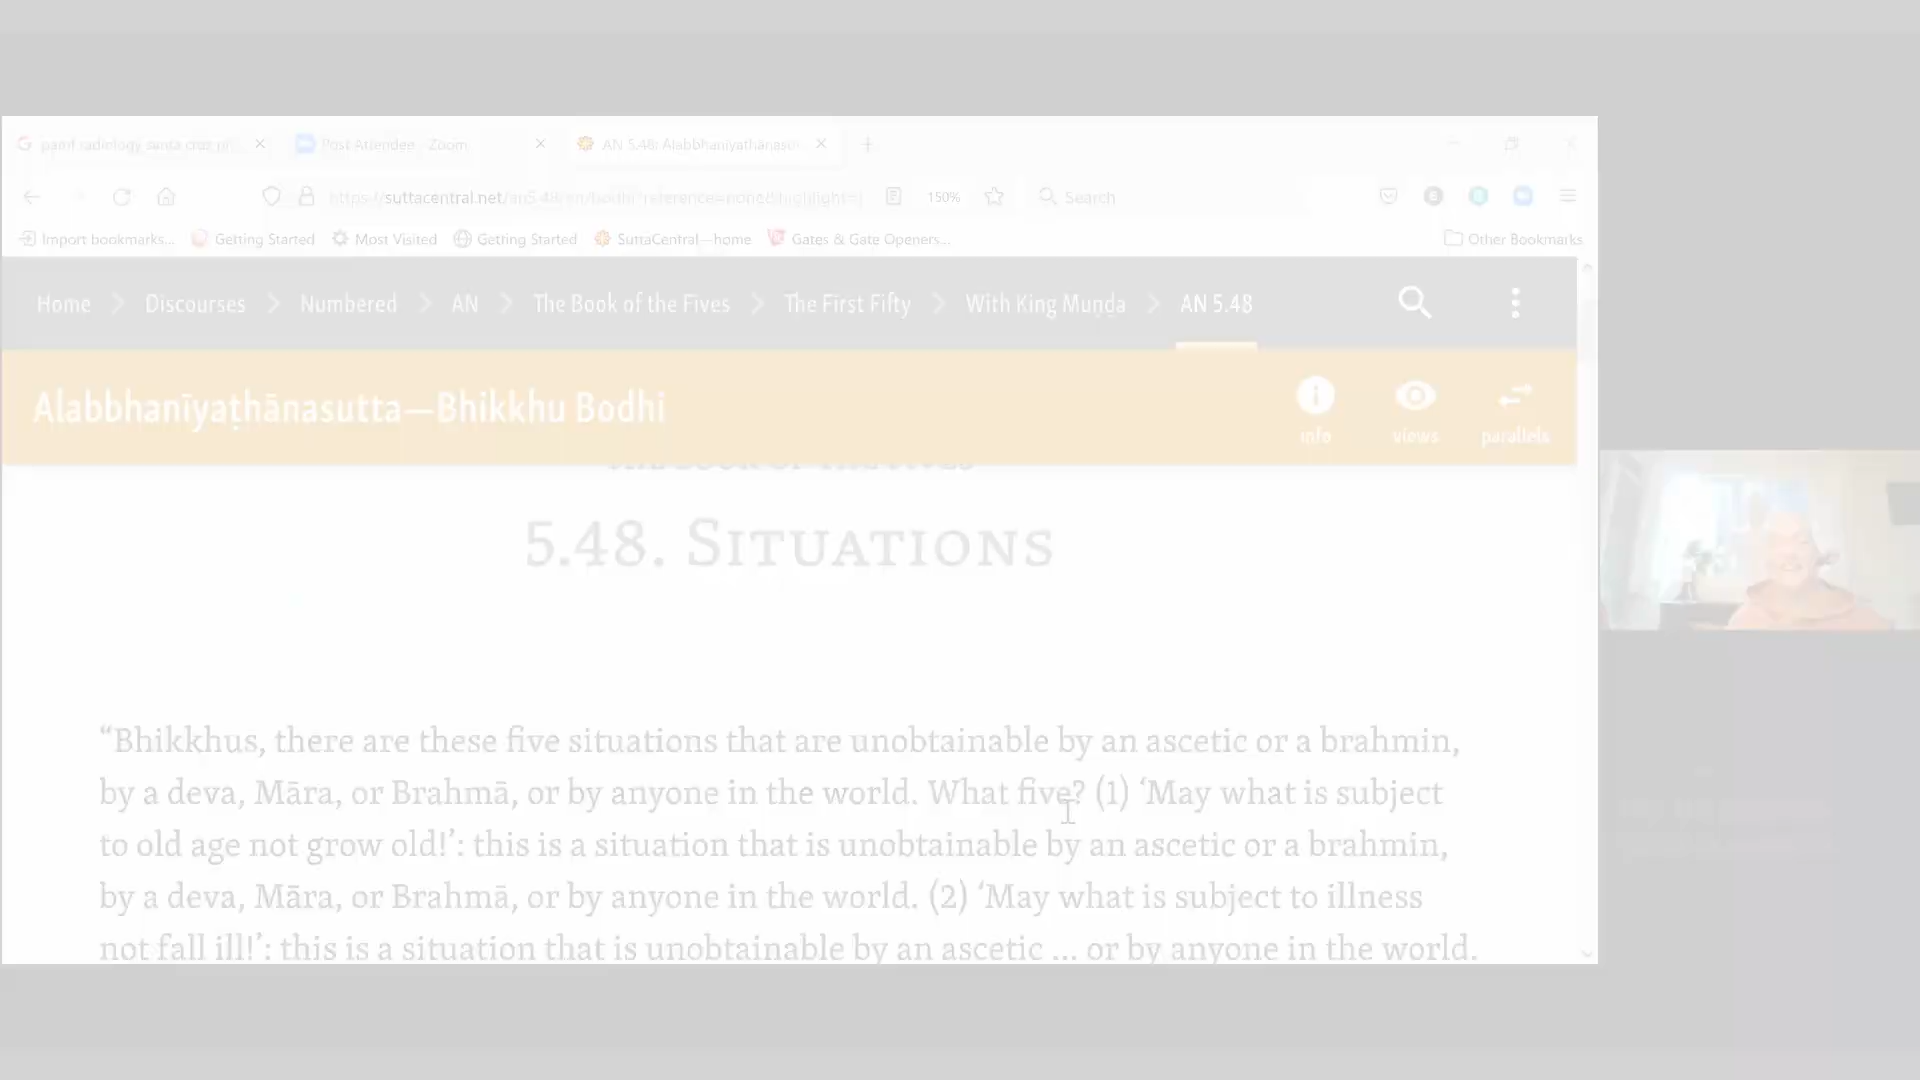 Post Attendee - Zoom
AN 5.48: Alabbhaniyathānasu
suttacentral.net
150%
Search
Import bookmarks...
Getting Started
Most Visited
Getting Started
SuttaCentral—home
Gates & Gate Openers...
Other Bookmarks
Home
Discourses
Numbered
AN
The Book of the Fives
The First Fifty
With King Muṇḍa
AN 5.48
Alabbhanīyaṭhānasutta—Bhikkhu Bodhi
info
views
parallels
5.48. Situations
“Bhikkhus, there are these five situations that are unobtainable by an ascetic or a brahmin,
by a deva, Māra, or Brahmā, or by anyone in the world. What five? (1) ‘May what is subject
to old age not grow old!’: this is a situation that is unobtainable by an ascetic or a brahmin,
by a deva, Māra, or Brahmā, or by anyone in the world. (2) ‘May what is subject to illness
not fall ill!’: this is a situation that is unobtainable by an ascetic ... or by anyone in the world.